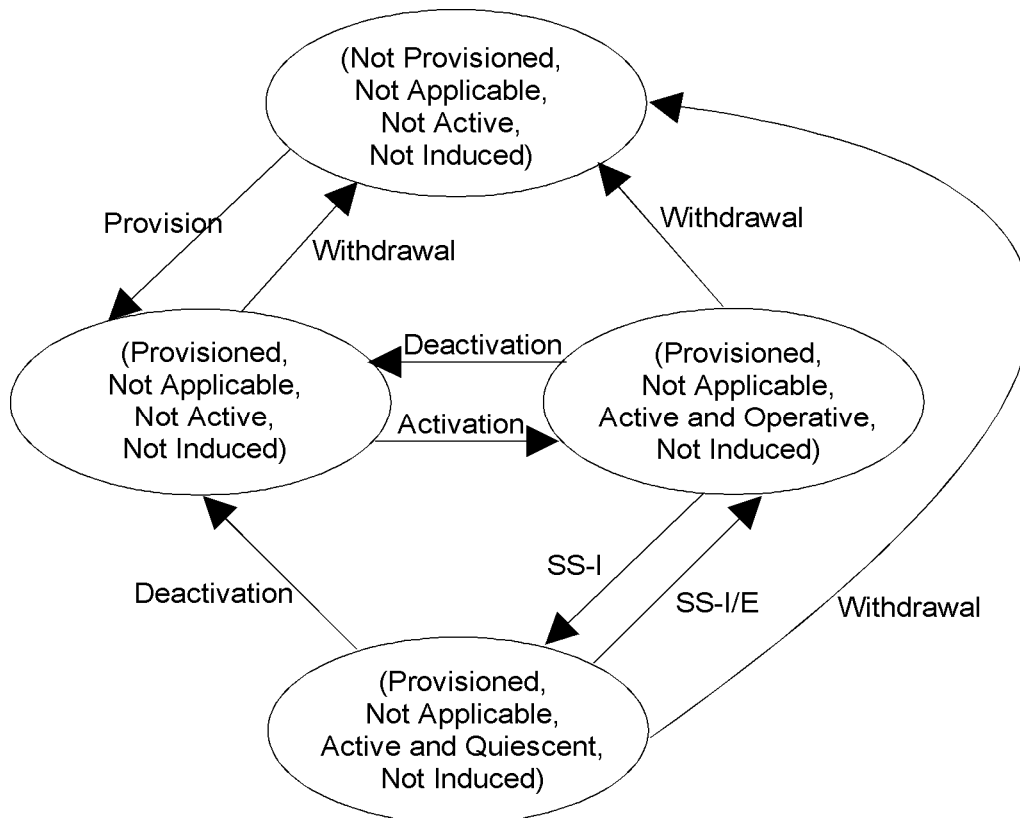 (Not Provisioned,
Not Applicable,
Not Active,
Not Induced)
Provision
Withdrawal
Withdrawal
Deactivation
(Provisioned,
Not Applicable,
Not Active,
Not Induced)
Activation
(Provisioned,
Not Applicable,
Active and Operative,
Not Induced)
Deactivation
SS-I
SS-I/E
Withdrawal
(Provisioned,
Not Applicable,
Active and Quiescent,
Not Induced)